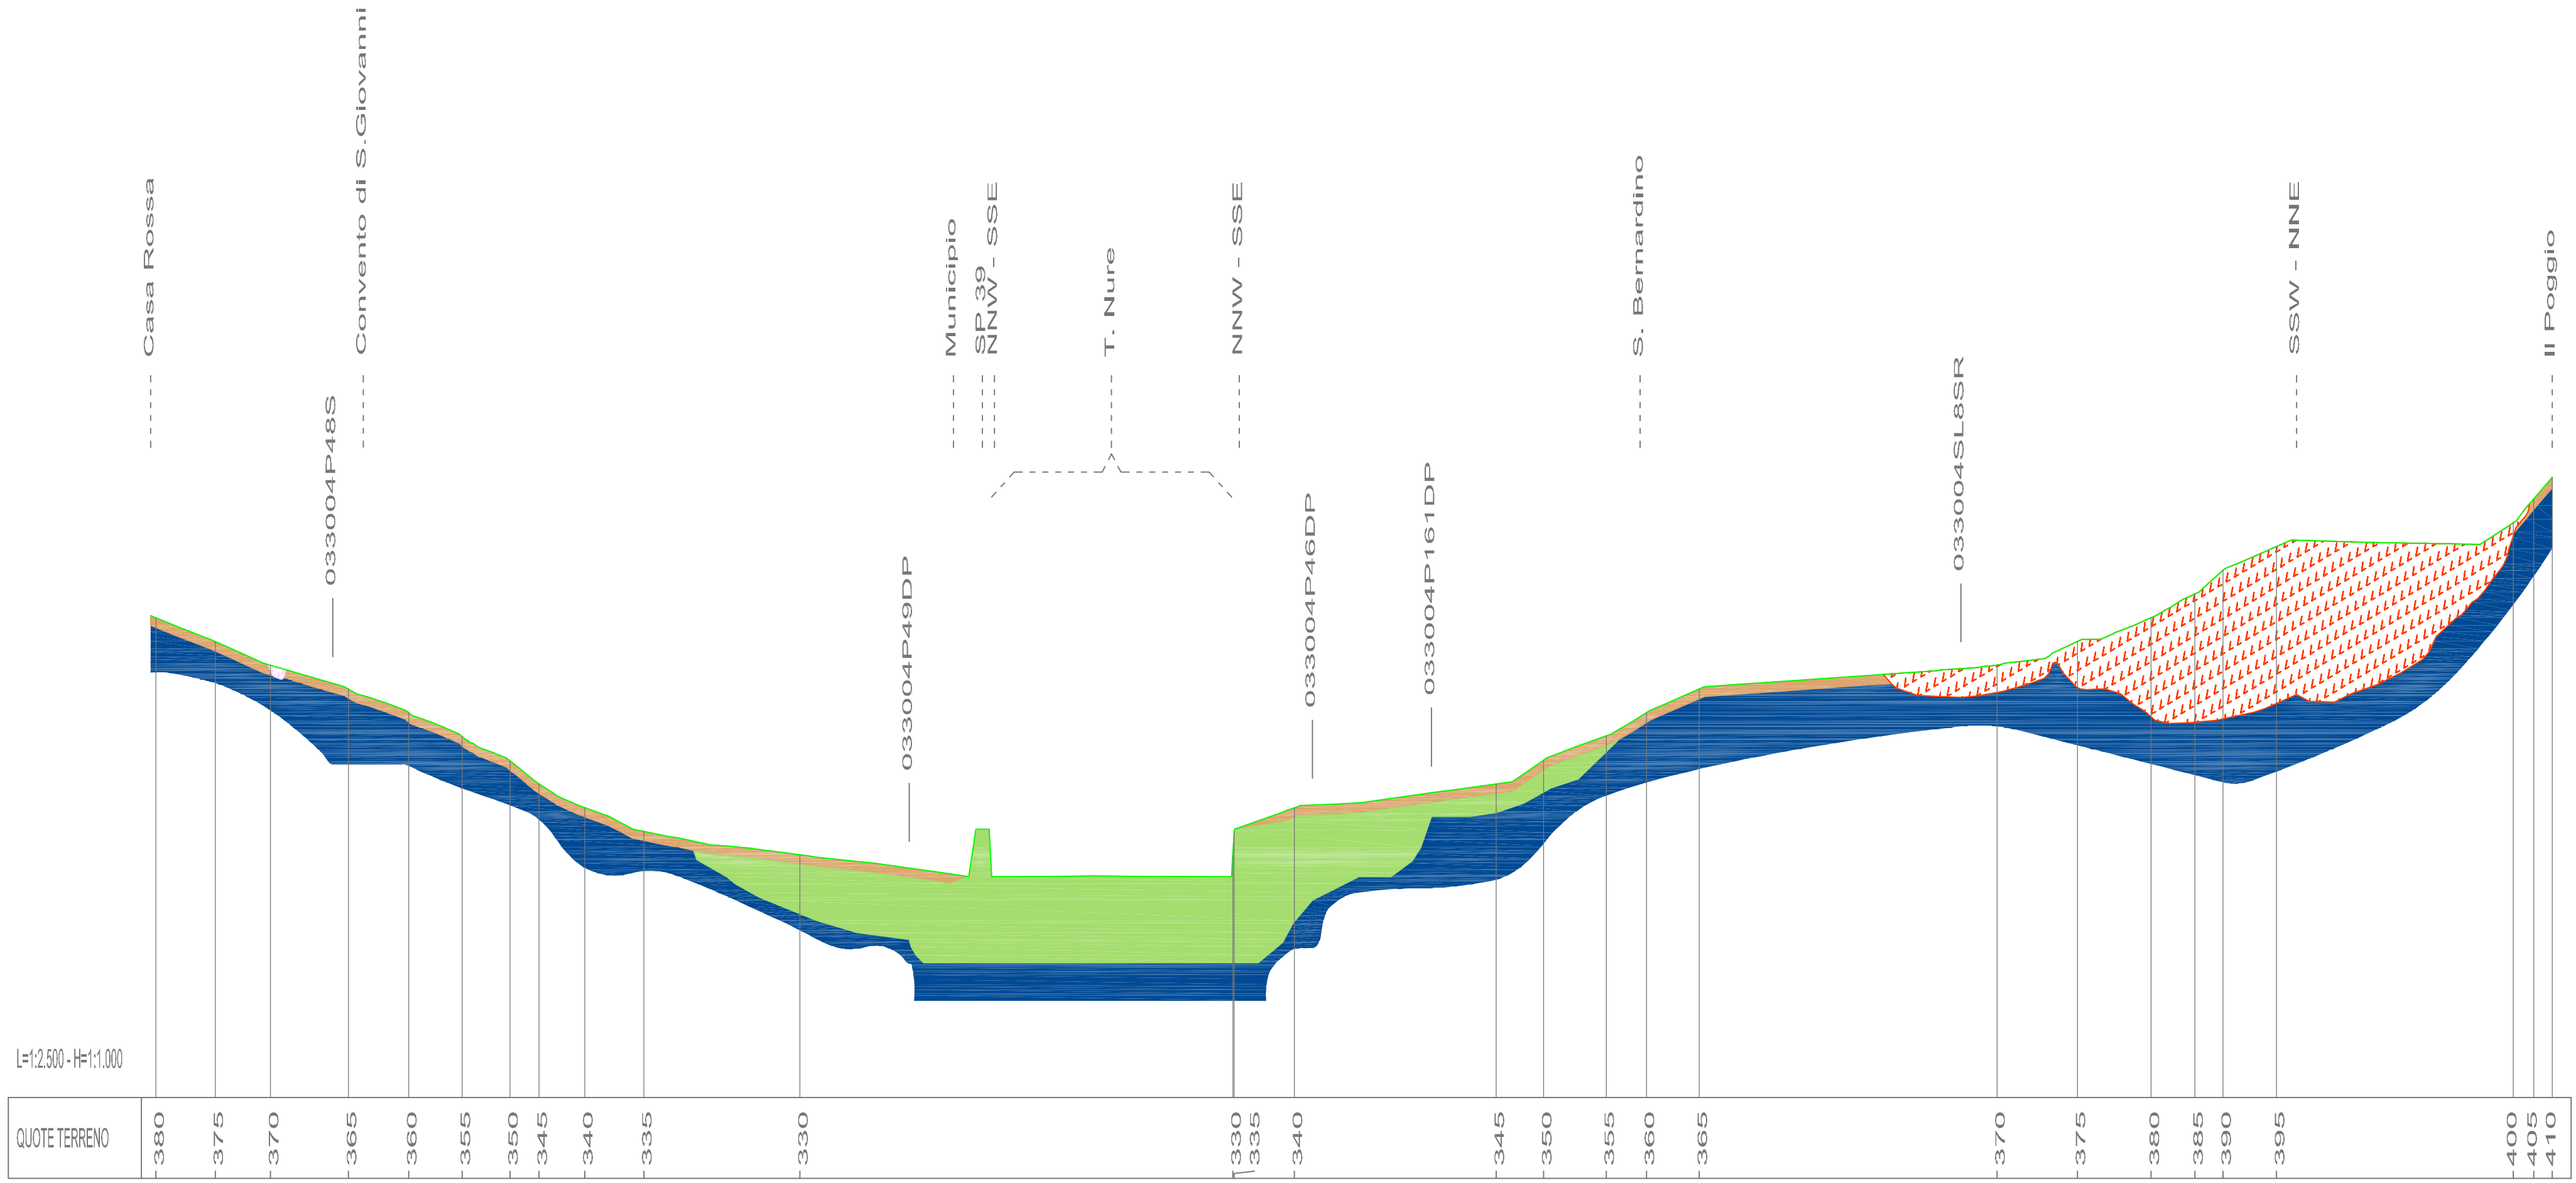 Casa Rossa
033004P48S
Convento di S.Giovanni
033004P49DP
Municipio
SP 39
NNW - SSE
T. Nure
NNW - SSE
033004P46DP
033004P161DP
S. Bernardino
033004SL8SR
SSW - NNE
Il Poggio
L=1:2.500 - H=1:1.000
QUOTE TERRENO
380
375
370
365
360
355
350
345
340
335
330
330
335
340
345
350
355
360
365
370
375
380
385
390
395
400
405
410